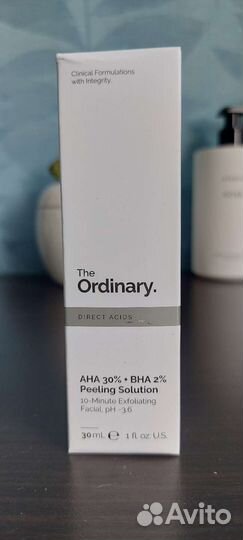 Clinical Formulations
with Integrity.
The
Ordinary.
DIRECT ACIDS
AHA 30% + BHA 2%
Peeling Solution
10-Minute Exfoliating
Facial, pH ~3.6
30 mL ℮ 1 fl. oz. U.S.
Avito